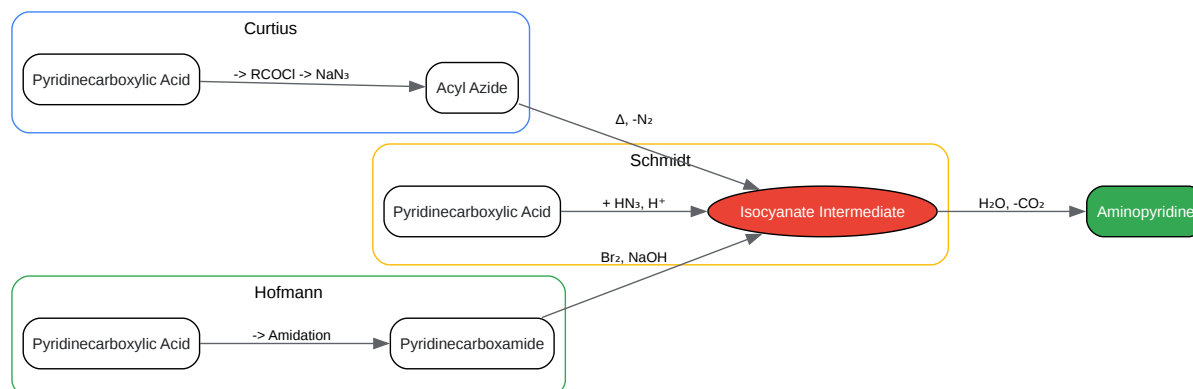 Curtius
Pyridinecarboxylic Acid
-> RCOCl -> NaN₃
Acyl Azide
Δ, -N₂
Schmidt
Pyridinecarboxylic Acid
+ HN₃, H⁺
Isocyanate Intermediate
H₂O, -CO₂
Aminopyridine
Br₂, NaOH
Hofmann
Pyridinecarboxylic Acid
-> Amidation
Pyridinecarboxamide